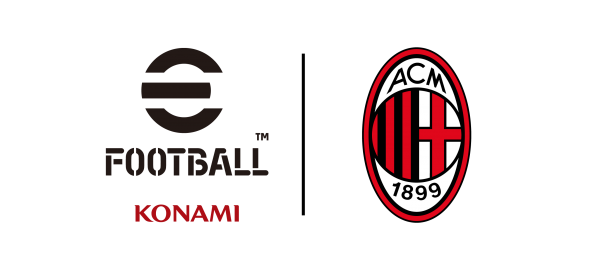 ™
FOOTBALL
KONAMI
ACM
1899